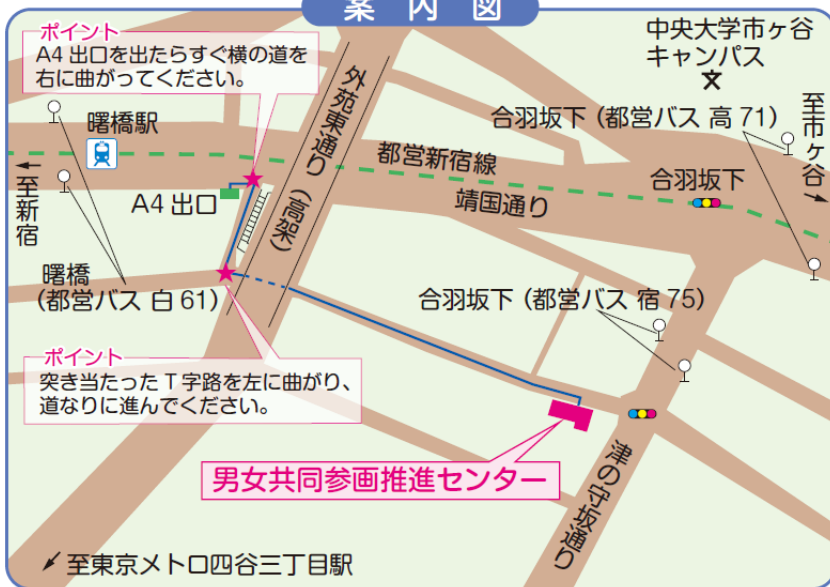 案内図
ポイント
A4 出口を出たらすぐ横の道を
右に曲がってください。
中央大学市ヶ谷
キャンパス
外苑東通り(高架)
合羽坂下(都営バス 高 71)
至市ヶ谷
曙橋駅
都営新宿線
合羽坂下
至新宿
A4 出口
靖国通り
曙橋
(都営バス 白 61)
合羽坂下(都営バス 宿 75)
ポイント
突き当たった T 字路を左に曲がり、
道なりに進んでください。
男女共同参画推進センター
津の守坂通り
至東京メトロ四谷三丁目駅